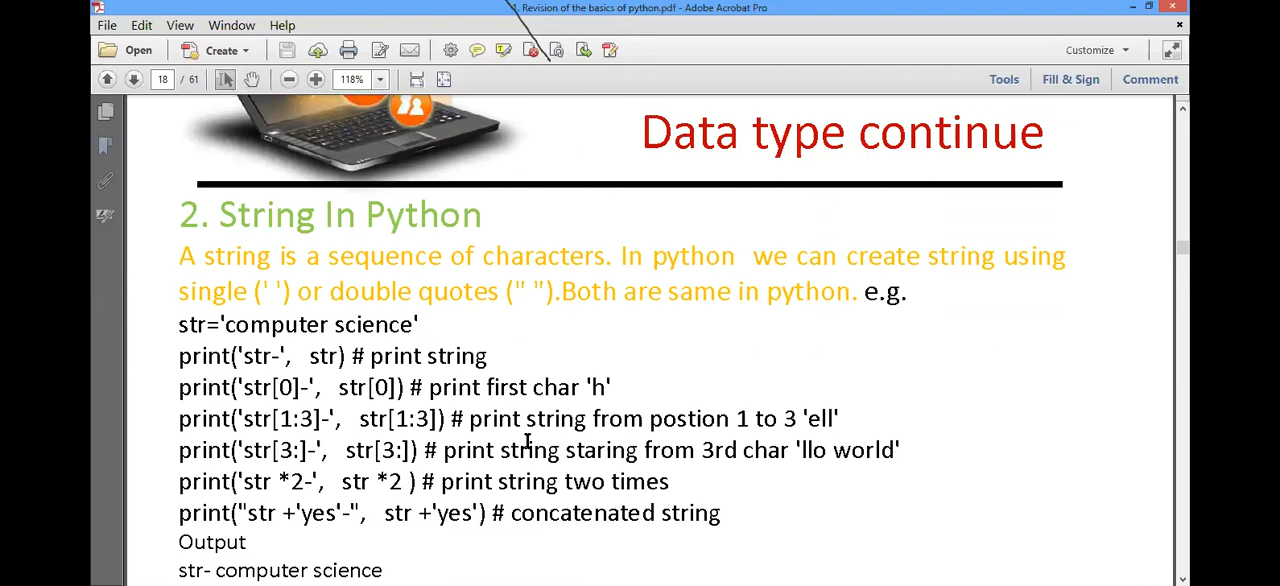 1. Revision of the basics of python.pdf - Adobe Acrobat Pro
File Edit View Window Help
Open Create Customize
18 / 61 118% Tools Fill & Sign Comment
Data type continue
2. String In Python
A string is a sequence of characters. In python we can create string using
single (' ') or double quotes (" ").Both are same in python. e.g.
str='computer science'
print('str-', str) # print string
print('str[0]-', str[0]) # print first char 'h'
print('str[1:3]-', str[1:3]) # print string from postion 1 to 3 'ell'
print('str[3:]-', str[3:]) # print string staring from 3rd char 'llo world'
print('str *2-', str *2 ) # print string two times
print("str +'yes'-", str +'yes') # concatenated string
Output
str- computer science